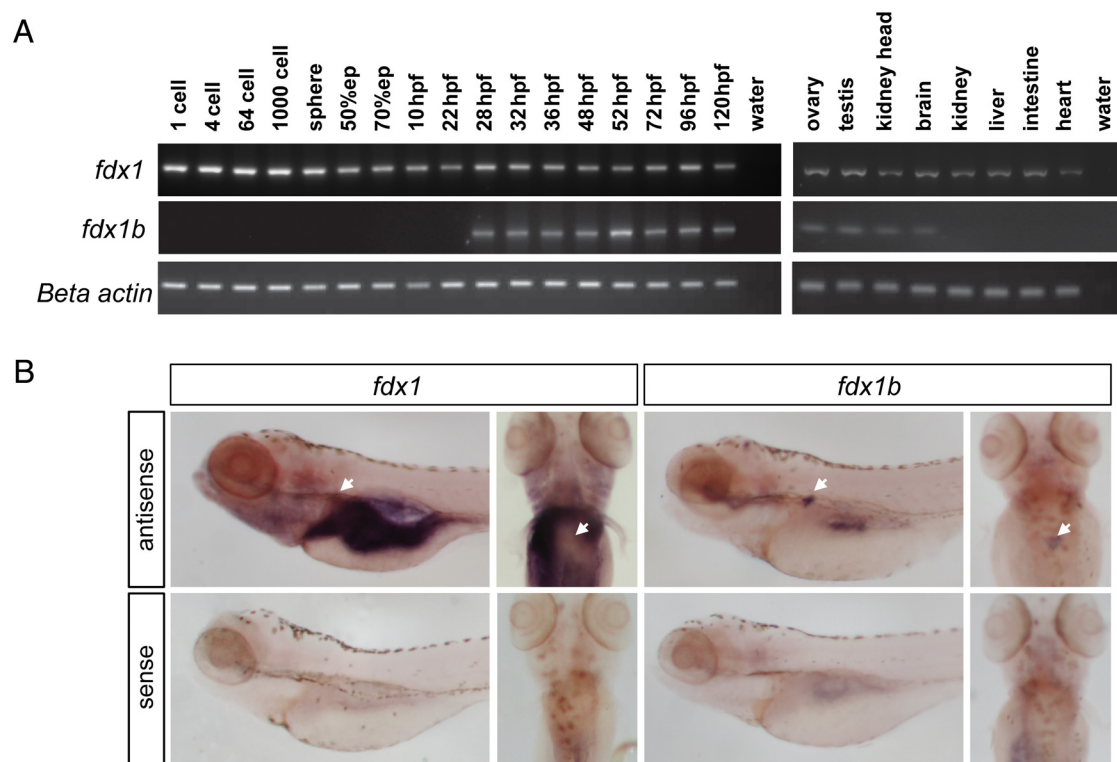 A
1 cell
4 cell
64 cell
1000 cell
sphere
50%ep
70%ep
10hpf
22hpf
28hpf
32hpf
36hpf
48hpf
52hpf
72hpf
96hpf
120hpf
water
ovary
testis
kidney head
brain
kidney
liver
intestine
heart
water
fdx1
fdx1b
Beta actin
B
fdx1
fdx1b
antisense
sense